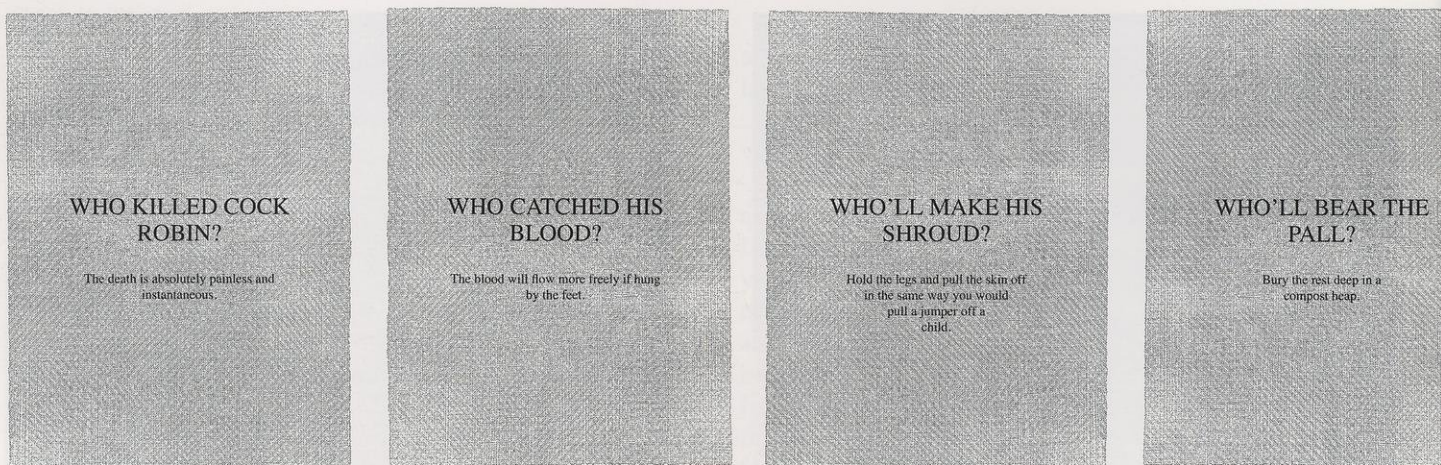 WHO KILLED COCK
ROBIN?
The death is absolutely painless and
instantaneous.
WHO CATCHED HIS
BLOOD?
The blood will flow more freely if hung
by the feet.
WHO'LL MAKE HIS
SHROUD?
Hold the legs and pull the skin off
in the same way you would
pull a jumper off a
child.
WHO'LL BEAR THE
PALL?
Bury the rest deep in a
compost heap.